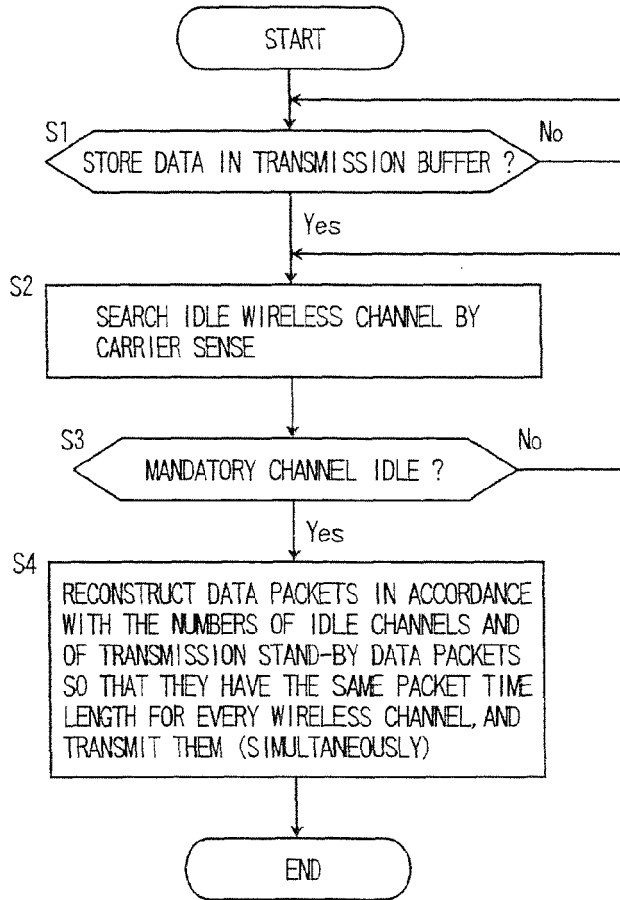 START
S1
No
STORE DATA IN TRANSMISSION BUFFER ?
Yes
S2
SEARCH IDLE WIRELESS CHANNEL BY
CARRIER SENSE
S3
No
MANDATORY CHANNEL IDLE ?
Yes
S4
RECONSTRUCT DATA PACKETS IN ACCORDANCE
WITH THE NUMBERS OF IDLE CHANNELS AND
OF TRANSMISSION STAND-BY DATA PACKETS
SO THAT THEY HAVE THE SAME PACKET TIME
LENGTH FOR EVERY WIRELESS CHANNEL, AND
TRANSMIT THEM (SIMULTANEOUSLY)
END